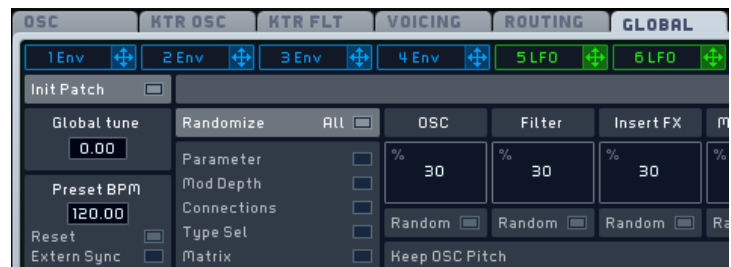 OSC KTR OSC KTR FLT VOICING ROUTING GLOBAL
1 Env 2 Env 3 Env 4 Env 5 LFO 6 LFO
Init Patch
Global tune Randomize All OSC Filter Insert FX
0.00
Parameter % 30 % 30 % 30 %
Preset BPM Mod Depth
120.00 Connections
Reset Type Sel Random Random Random
Extern Sync Matrix Keep OSC Pitch